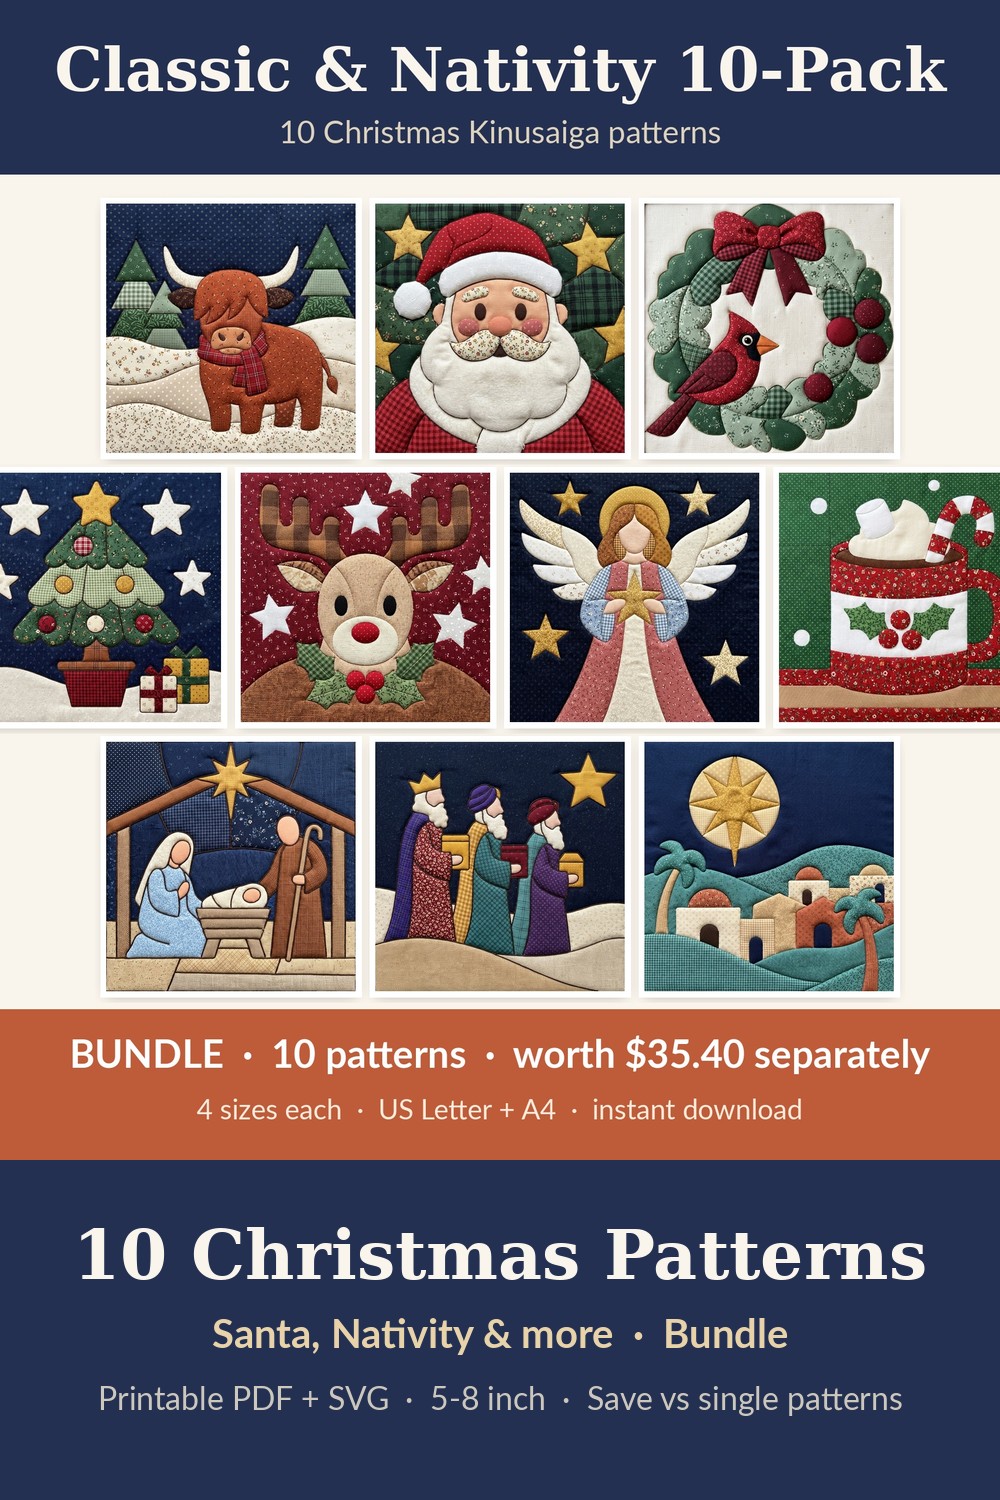 Classic & Nativity 10-Pack
10 Christmas Kinusaiga patterns
BUNDLE · 10 patterns · worth $35.40 separately
4 sizes each · US Letter + A4 · instant download
10 Christmas Patterns
Santa, Nativity & more · Bundle
Printable PDF + SVG · 5-8 inch · Save vs single patterns